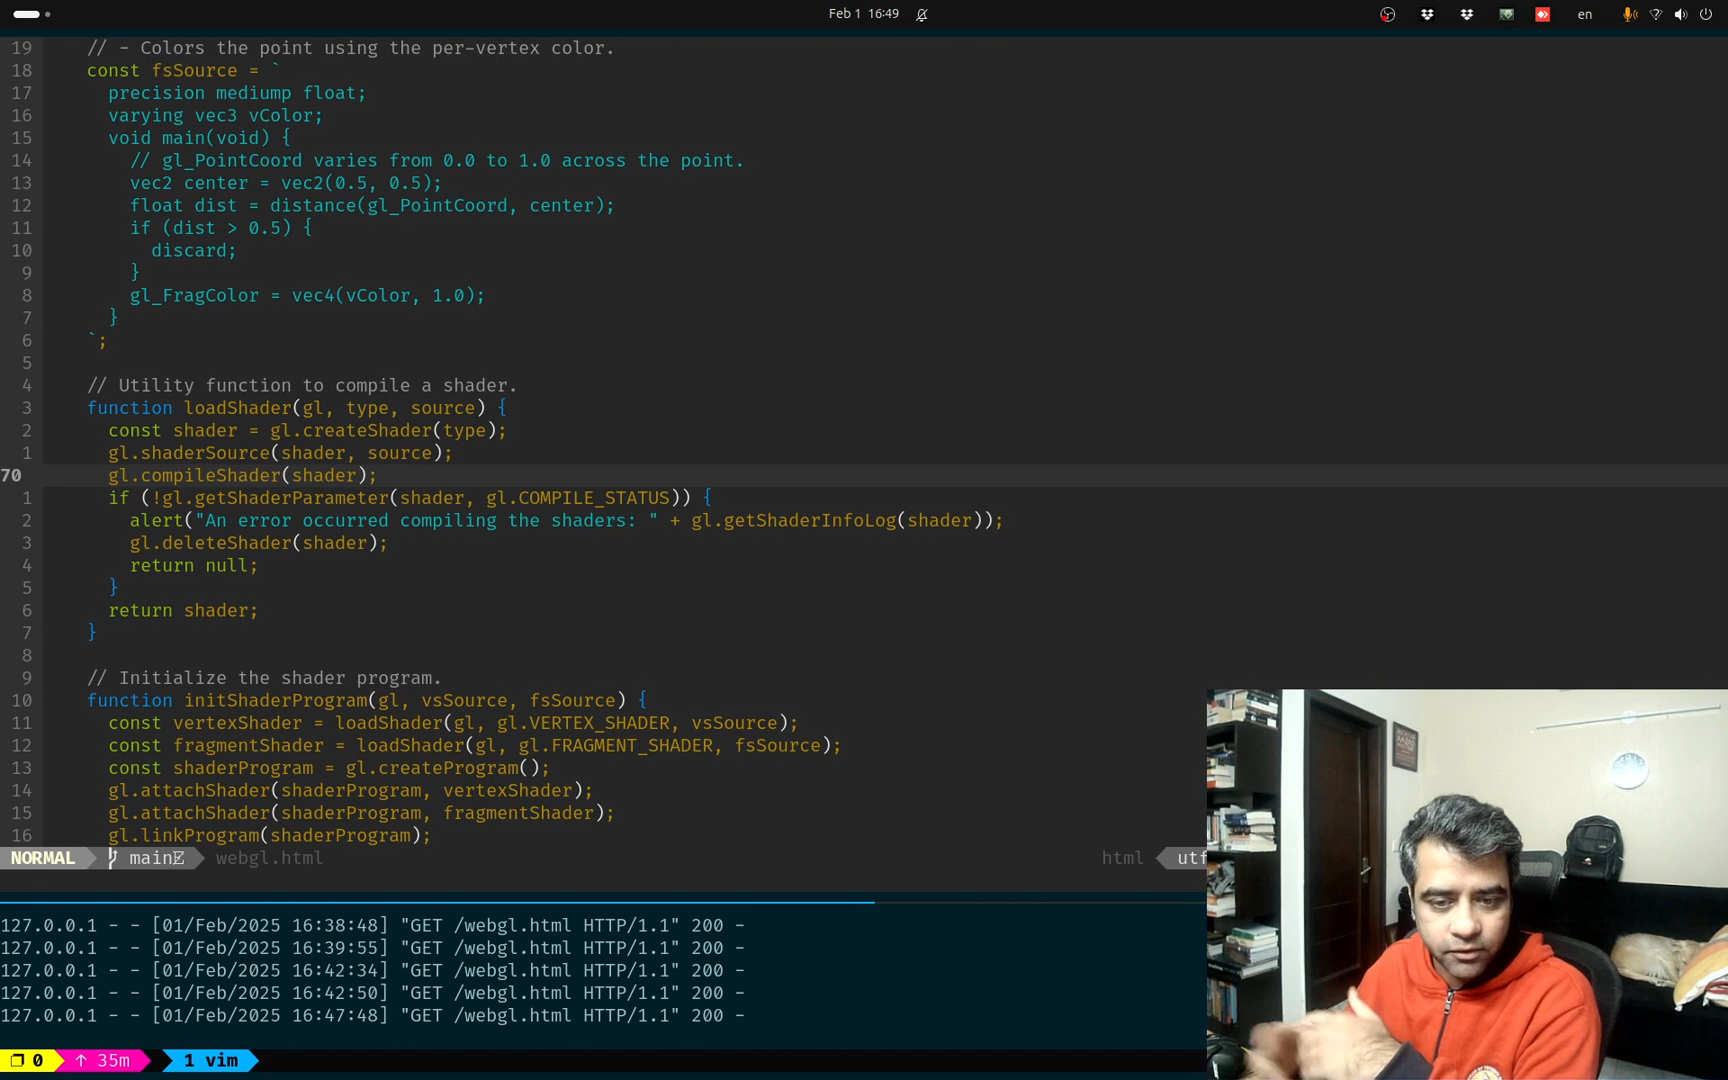 Feb 1 16:49
en
19 // - Colors the point using the per-vertex color.
18 const fsSource = `
17 precision mediump float;
16 varying vec3 vColor;
15 void main(void) {
14 // gl_PointCoord varies from 0.0 to 1.0 across the point.
13 vec2 center = vec2(0.5, 0.5);
12 float dist = distance(gl_PointCoord, center);
11 if (dist > 0.5) {
10 discard;
9 }
8 gl_FragColor = vec4(vColor, 1.0);
7 }
6 `;
5
4 // Utility function to compile a shader.
3 function loadShader(gl, type, source) {
2 const shader = gl.createShader(type);
1 gl.shaderSource(shader, source);
70 gl.compileShader(shader);
1 if (!gl.getShaderParameter(shader, gl.COMPILE_STATUS)) {
2 alert("An error occurred compiling the shaders: " + gl.getShaderInfoLog(shader));
3 gl.deleteShader(shader);
4 return null;
5 }
6 return shader;
7 }
8
9 // Initialize the shader program.
10 function initShaderProgram(gl, vsSource, fsSource) {
11 const vertexShader = loadShader(gl, gl.VERTEX_SHADER, vsSource);
12 const fragmentShader = loadShader(gl, gl.FRAGMENT_SHADER, fsSource);
13 const shaderProgram = gl.createProgram();
14 gl.attachShader(shaderProgram, vertexShader);
15 gl.attachShader(shaderProgram, fragmentShader);
16 gl.linkProgram(shaderProgram);
NORMAL main webgl.html html utf
127.0.0.1 - - [01/Feb/2025 16:38:48] "GET /webgl.html HTTP/1.1" 200 -
127.0.0.1 - - [01/Feb/2025 16:39:55] "GET /webgl.html HTTP/1.1" 200 -
127.0.0.1 - - [01/Feb/2025 16:42:34] "GET /webgl.html HTTP/1.1" 200 -
127.0.0.1 - - [01/Feb/2025 16:42:50] "GET /webgl.html HTTP/1.1" 200 -
127.0.0.1 - - [01/Feb/2025 16:47:48] "GET /webgl.html HTTP/1.1" 200 -
0 ↑ 35m 1 vim